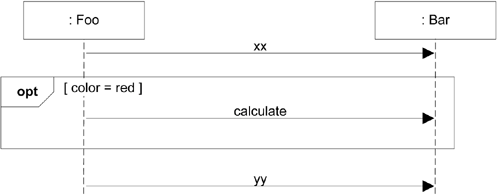 : Foo
: Bar
xx
opt
[ color = red ]
calculate
yy